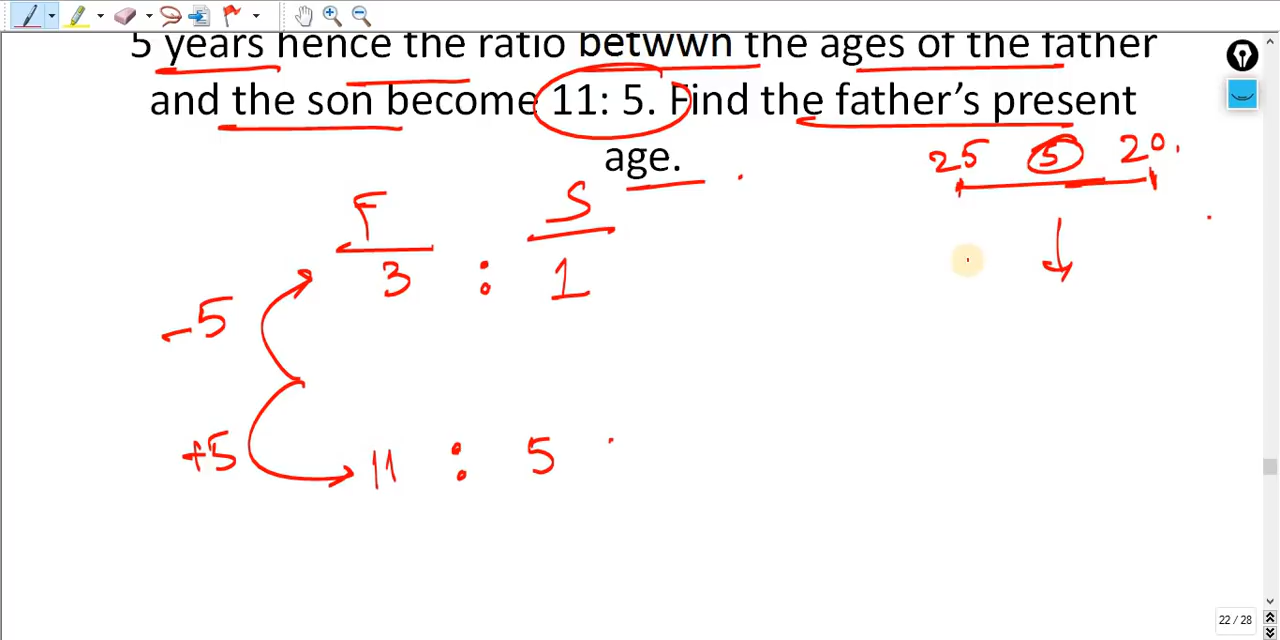 5 years hence the ratio betwwn the ages of the father
and the son become 11: 5. Find the father's present
age.
25 5 20.
F S
3 : 1
-5
+5 11 : 5
22 / 28